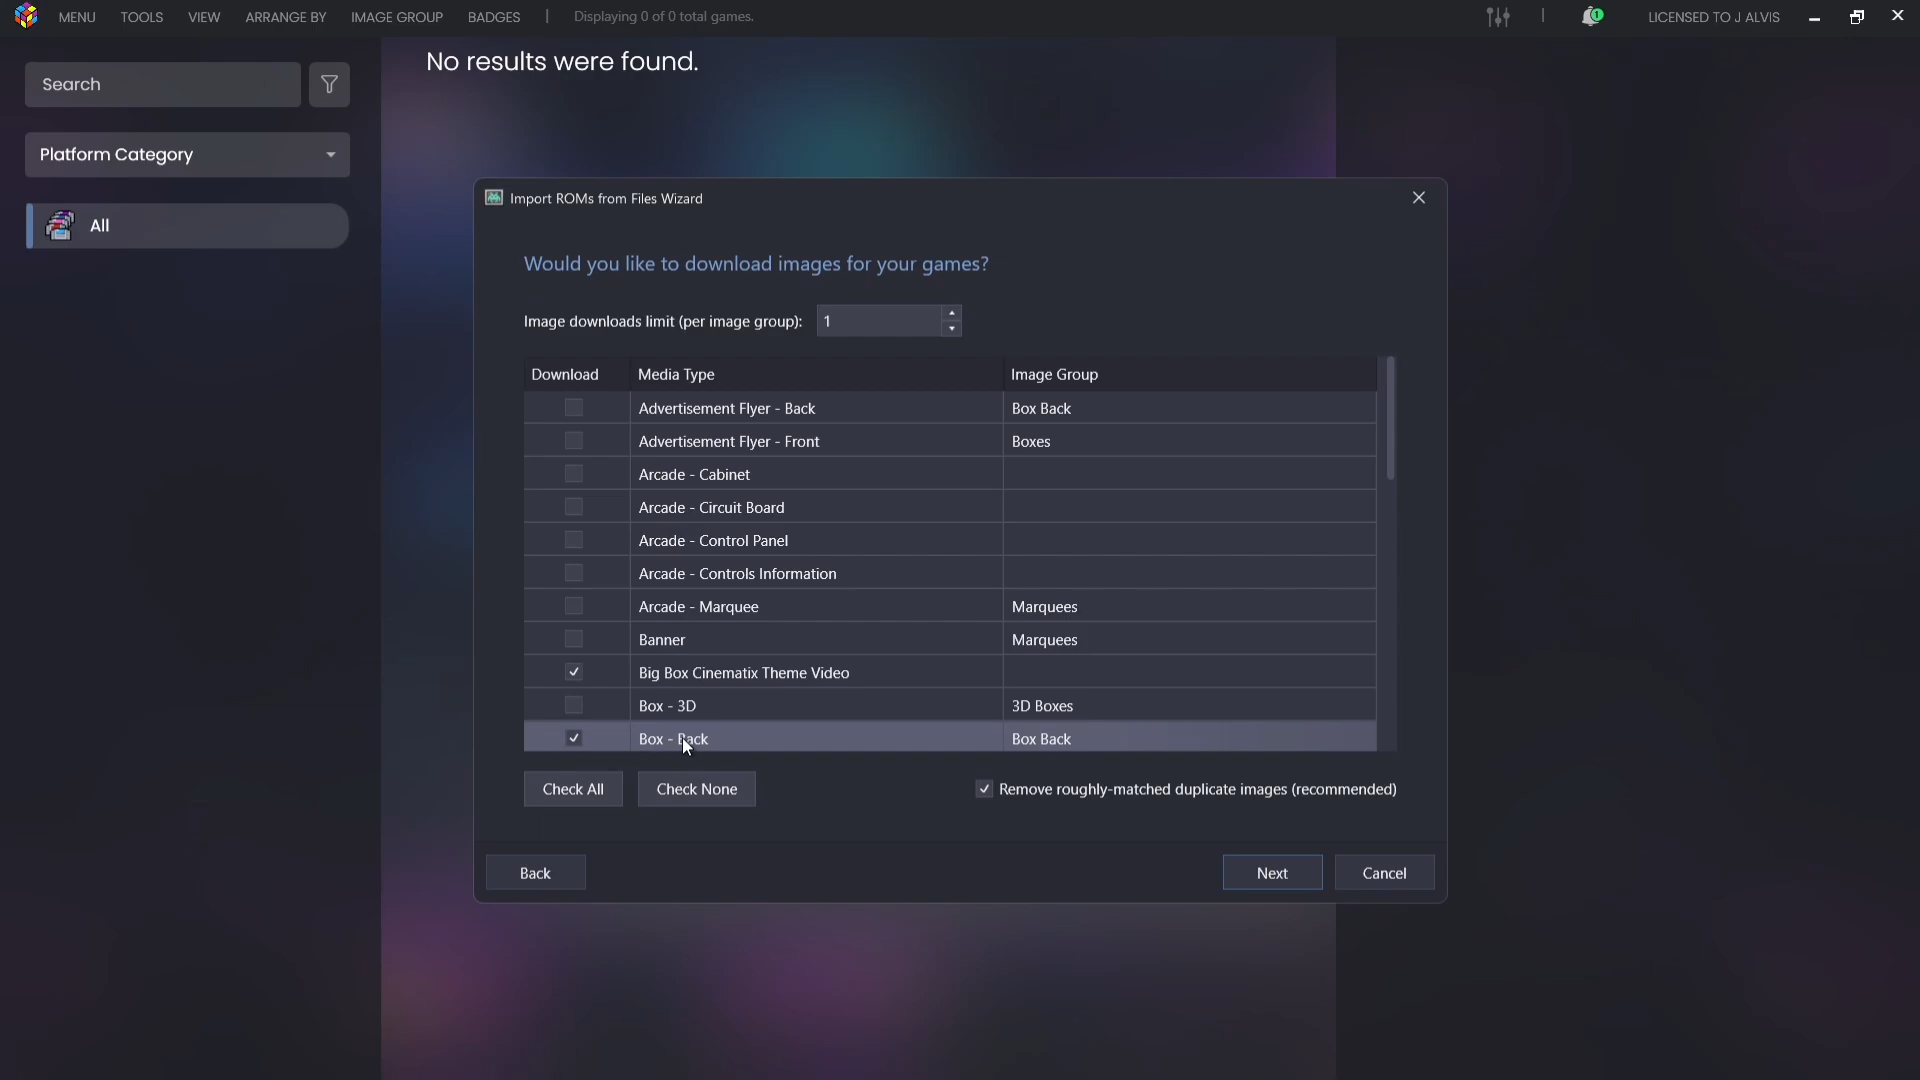 MENU TOOLS VIEW ARRANGE BY IMAGE GROUP BADGES | Displaying 0 of 0 total games. | 1 LICENSED TO J ALVIS
Search
No results were found.
Platform Category
All
Import ROMs from Files Wizard
Would you like to download images for your games?
Image downloads limit (per image group): 1
Download Media Type Image Group
Advertisement Flyer - Back Box Back
Advertisement Flyer - Front Boxes
Arcade - Cabinet
Arcade - Circuit Board
Arcade - Control Panel
Arcade - Controls Information
Arcade - Marquee Marquees
Banner Marquees
Big Box Cinematix Theme Video
Box - 3D 3D Boxes
Box - Back Box Back
Check All Check None Remove roughly-matched duplicate images (recommended)
Back Next Cancel